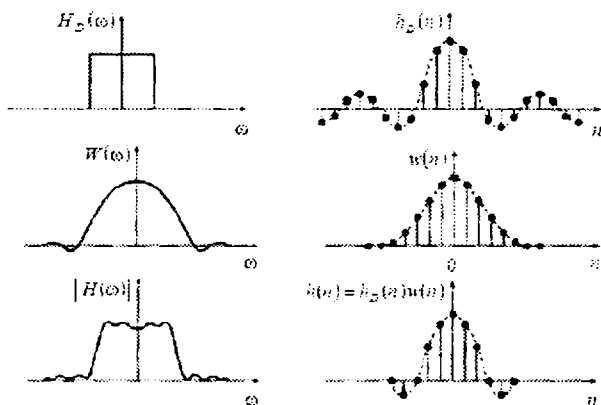 H_D(ω)
h_D(n)
ω
n
W(ω)
w(n)
ω
0
n
|H(ω)|
h(n) = h_D(n)w(n)
ω
n